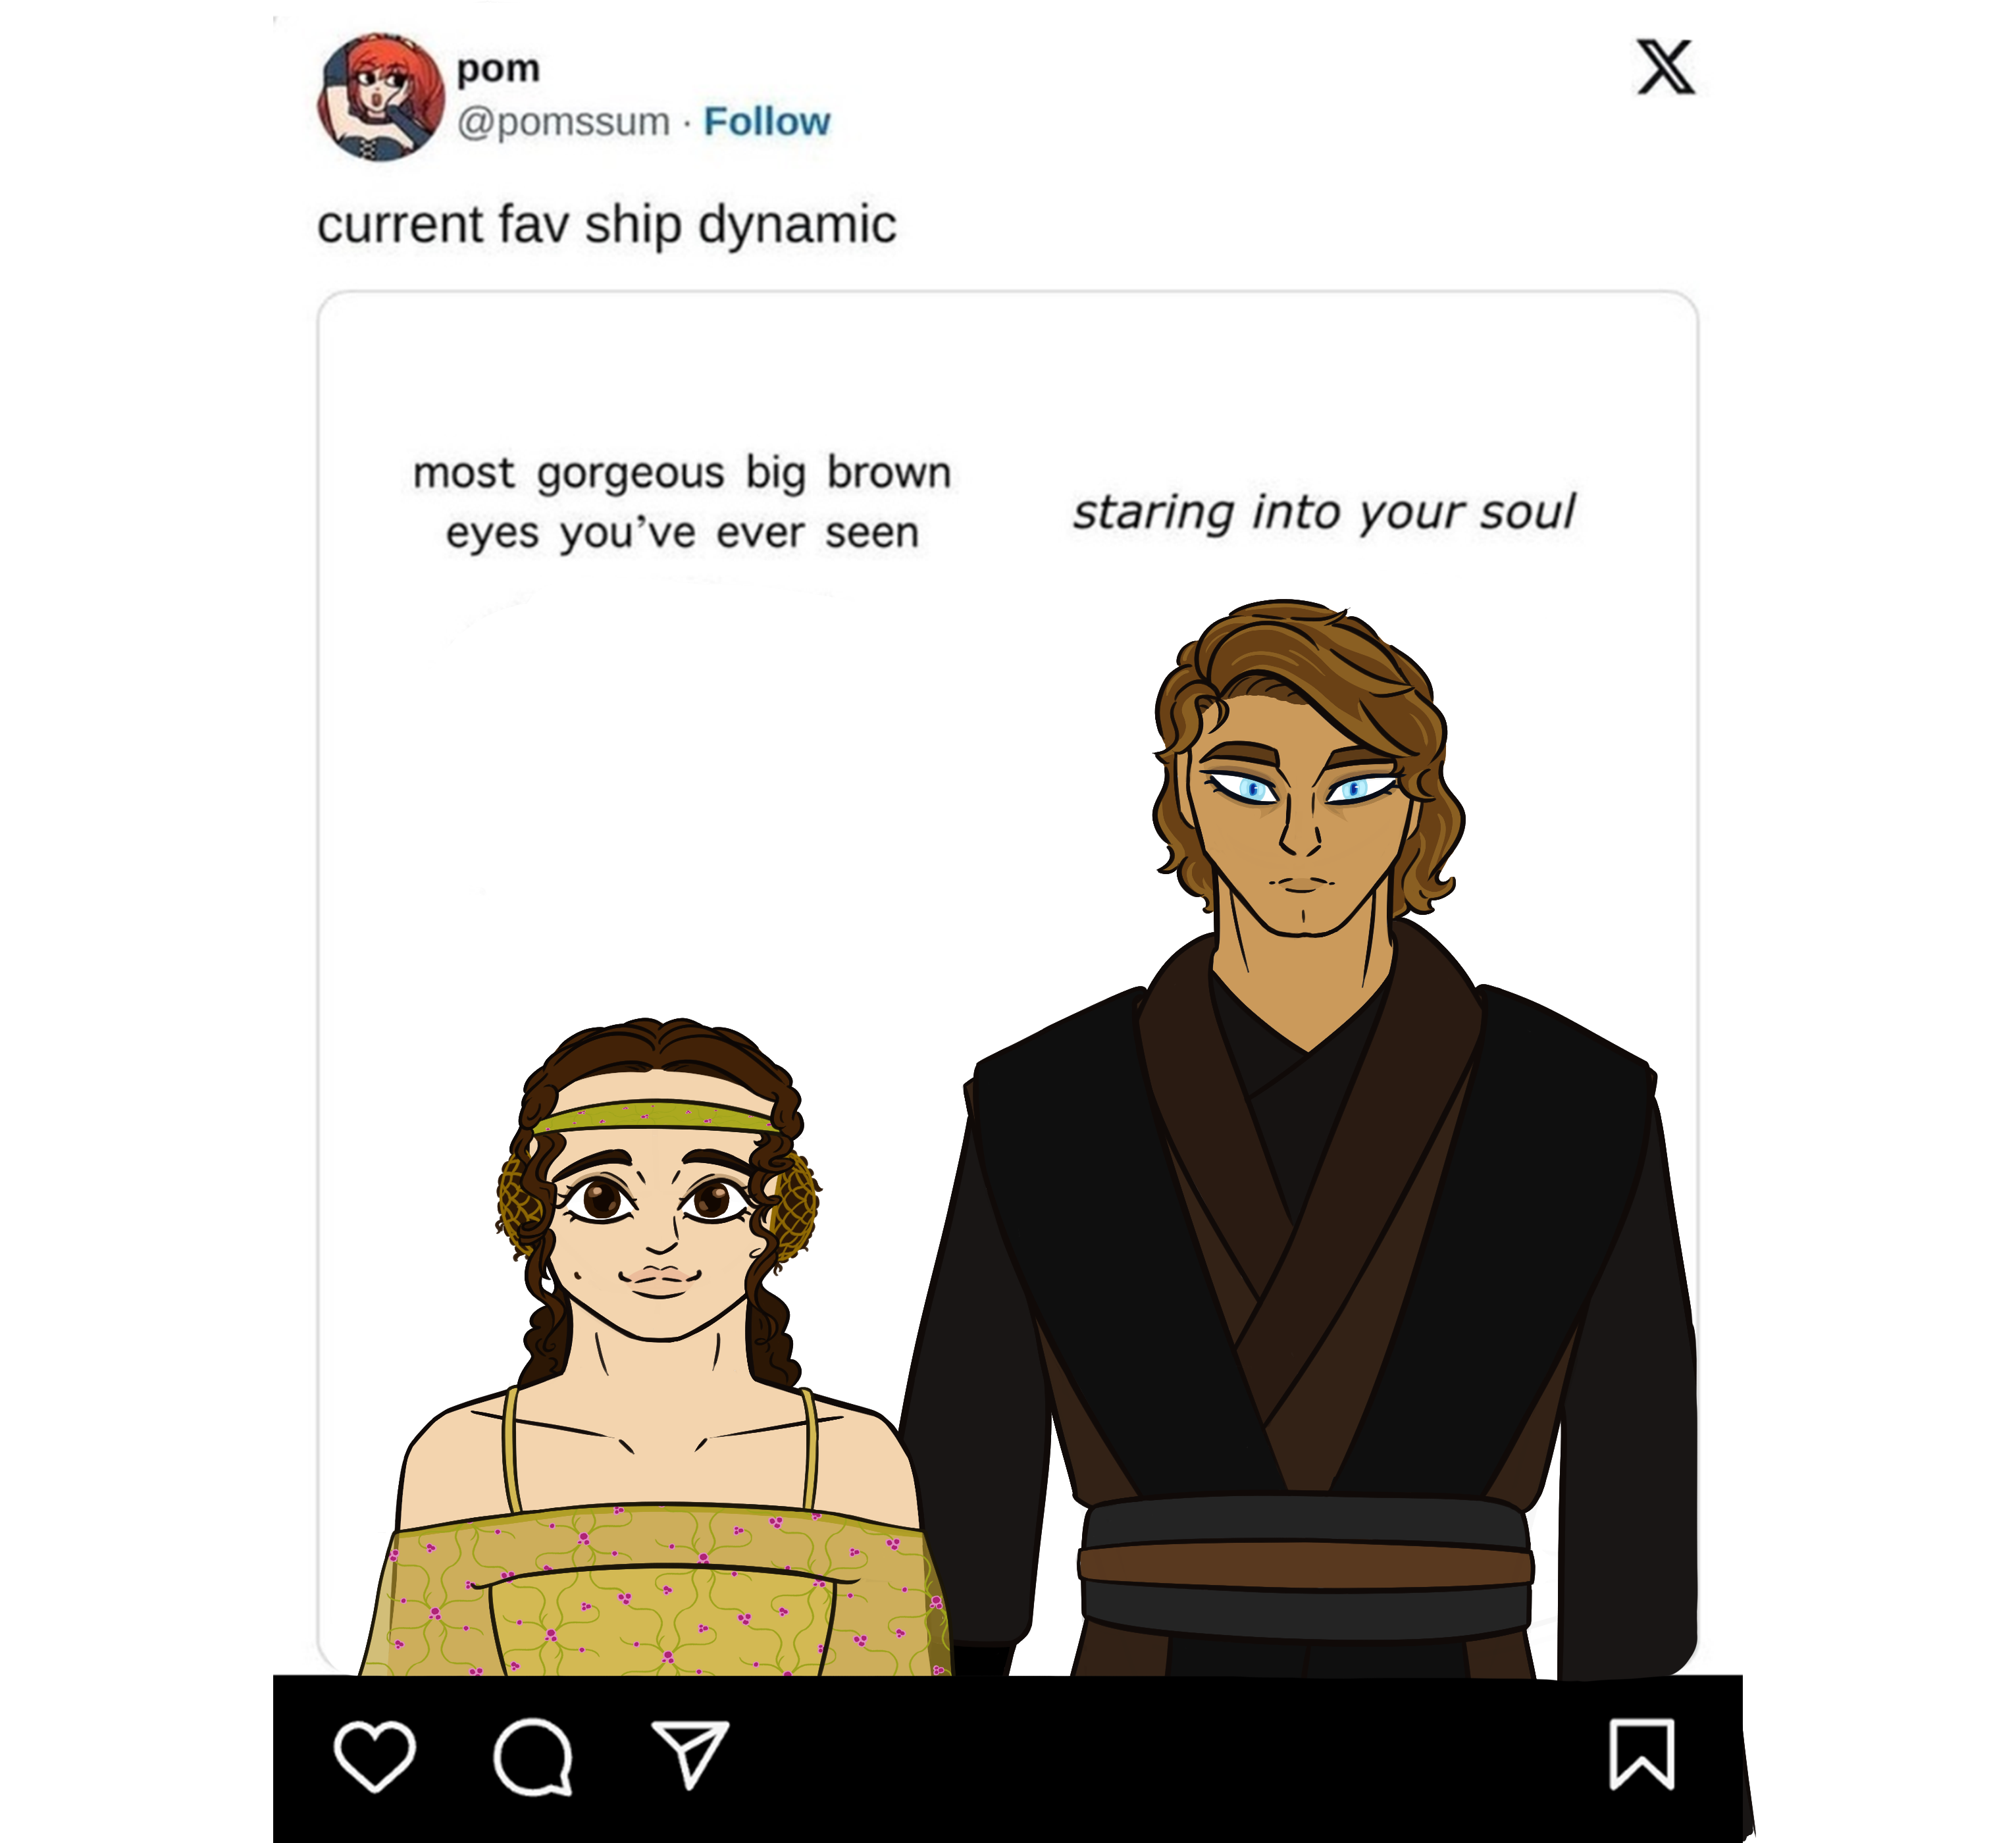 pom
@pomssum · Follow
current fav ship dynamic
most gorgeous big brown
eyes you’ve ever seen
staring into your soul